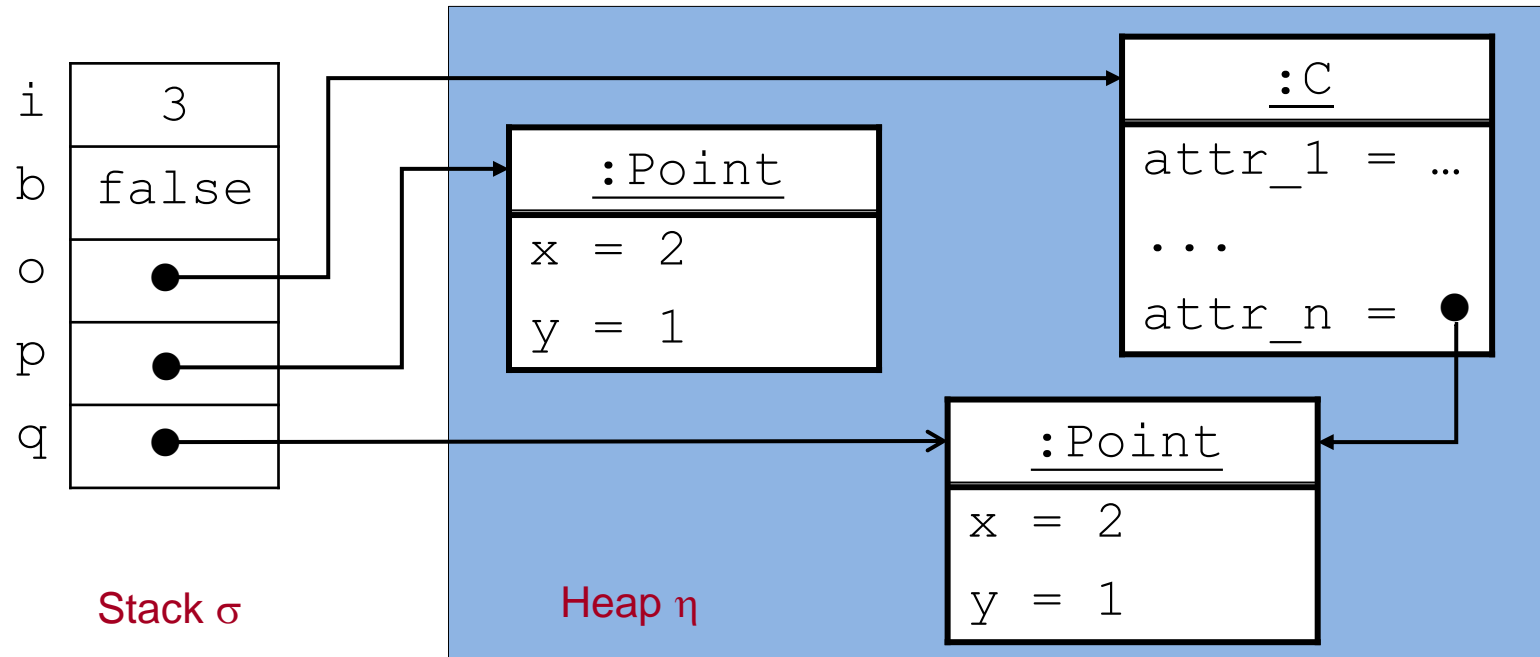 i 3
b false
o
p
q
Stack σ
:Point
x = 2
y = 1
:C
attr_1 = …
...
attr_n =
:Point
x = 2
y = 1
Heap η